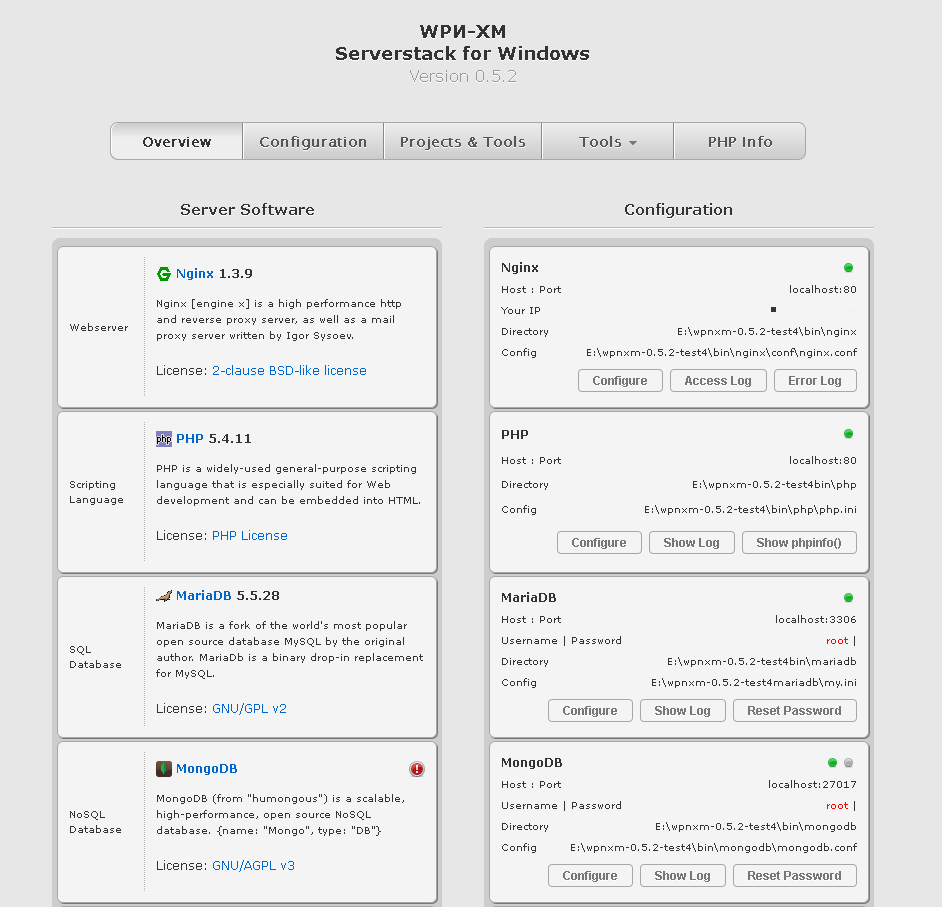 WPИ-XM
Serverstack for Windows
Version 0.5.2
Overview
Configuration
Projects & Tools
Tools
PHP Info
Server Software
Webserver
Nginx 1.3.9
Nginx [engine x] is a high performance http
and reverse proxy server, as well as a mail
proxy server written by Igor Sysoev.
License: 2-clause BSD-like license
Scripting
Language
php
PHP 5.4.11
PHP is a widely-used general-purpose scripting
language that is especially suited for Web
development and can be embedded into HTML.
License: PHP License
SQL
Database
MariaDB 5.5.28
MariaDB is a fork of the world's most popular
open source database MySQL by the original
author. MariaDb is a binary drop-in replacement
for MySQL.
License: GNU/GPL v2
NoSQL
Database
MongoDB
MongoDB (from "humongous") is a scalable,
high-performance, open source NoSQL
database. {name: "Mongo", type: "DB"}
License: GNU/AGPL v3
Configuration
Nginx
Host : Port localhost:80
Your IP
Directory E:\wpnxm-0.5.2-test4\bin\nginx
Config E:\wpnxm-0.5.2-test4\bin\nginx\conf\nginx.conf
Configure Access Log Error Log
PHP
Host : Port localhost:80
Directory E:\wpnxm-0.5.2-test4bin\php
Config E:\wpnxm-0.5.2-test4\bin\php\php.ini
Configure Show Log Show phpinfo()
MariaDB
Host : Port localhost:3306
Username | Password root |
Directory E:\wpnxm-0.5.2-test4bin\mariadb
Config E:\wpnxm-0.5.2-test4mariadb\my.ini
Configure Show Log Reset Password
MongoDB
Host : Port localhost:27017
Username | Password root |
Directory E:\wpnxm-0.5.2-test4\bin\mongodb
Config E:\wpnxm-0.5.2-test4\bin\mongodb\mongodb.conf
Configure Show Log Reset Password